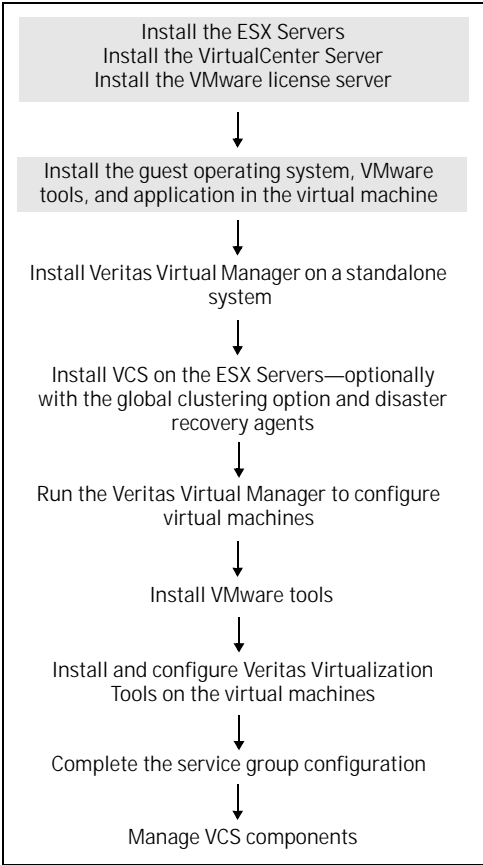 Install the ESX Servers
Install the VirtualCenter Server
Install the VMware license server
Install the guest operating system, VMware
tools, and application in the virtual machine
Install Veritas Virtual Manager on a standalone
system
Install VCS on the ESX Servers—optionally
with the global clustering option and disaster
recovery agents
Run the Veritas Virtual Manager to configure
virtual machines
Install VMware tools
Install and configure Veritas Virtualization
Tools on the virtual machines
Complete the service group configuration
Manage VCS components